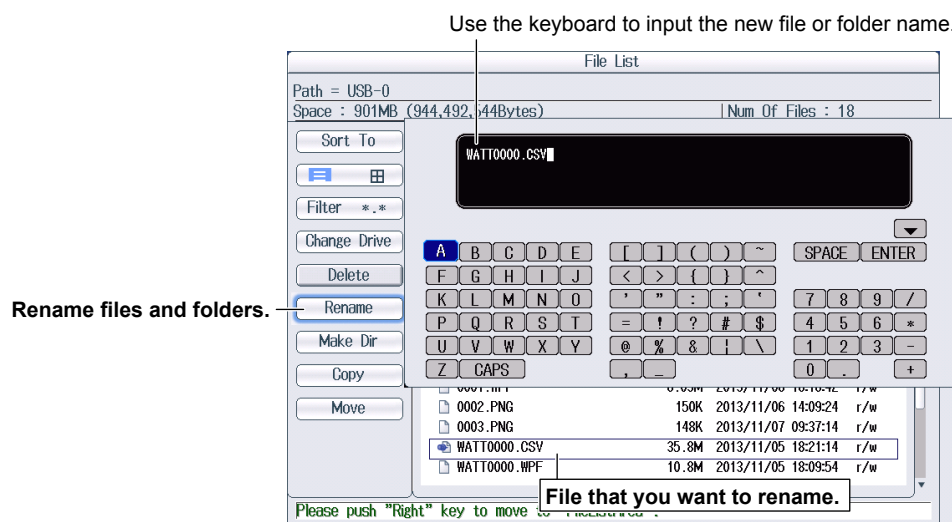 Use the keyboard to input the new file or folder name.
File List
Path = USB-0
Space : 901MB (944,492,544Bytes) Num Of Files : 18
Sort To
WATT0000.CSV
Filter *.*
Change Drive
A B C D E [ ] ( ) ~ SPACE ENTER
Delete
F G H I J < > { } ^
Rename files and folders.
Rename
K L M N O ' " : ; ` 7 8 9 /
P Q R S T = ! ? # $ 4 5 6 *
Make Dir
U V W X Y @ % & ¦ \ 1 2 3 -
Copy
Z CAPS , _ 0 . +
Move
0002.PNG 150K 2013/11/06 14:09:24 r/w
0003.PNG 148K 2013/11/07 09:37:14 r/w
WATT0000.CSV 35.8M 2013/11/05 18:21:14 r/w
WATT0000.WPF 10.8M 2013/11/05 18:09:54 r/w
File that you want to rename.
Please push "Right" key to move to